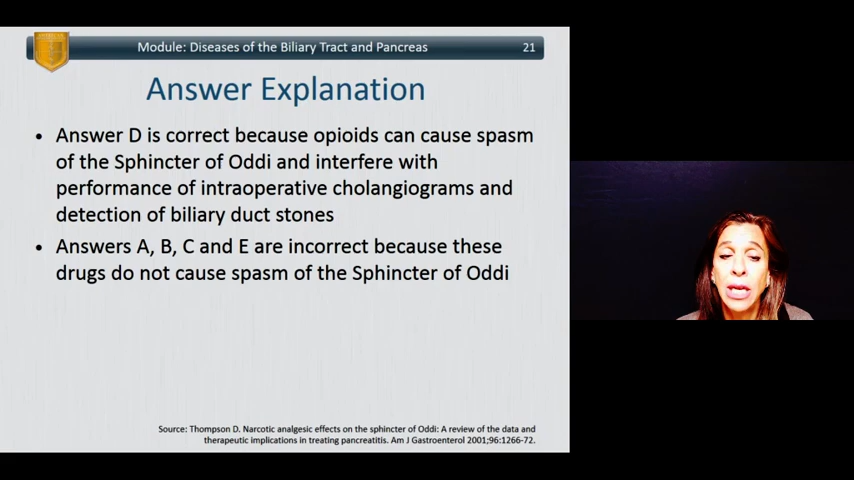 Module: Diseases of the Biliary Tract and Pancreas 21
Answer Explanation
• Answer D is correct because opioids can cause spasm
of the Sphincter of Oddi and interfere with
performance of intraoperative cholangiograms and
detection of biliary duct stones
• Answers A, B, C and E are incorrect because these
drugs do not cause spasm of the Sphincter of Oddi
Source: Thompson D. Narcotic analgesic effects on the sphincter of Oddi: A review of the data and
therapeutic implications in treating pancreatitis. Am J Gastroenterol 2001;96:1266-72.